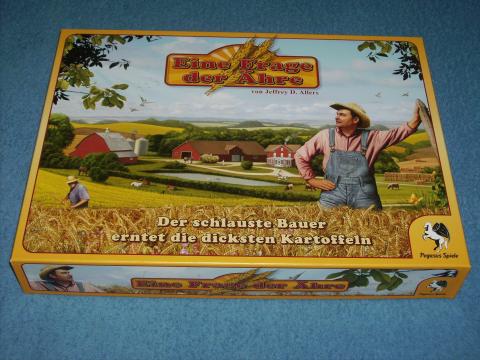 Eine Frage
der Ähre
von Jeffrey D. Allers
Der schlauste Bauer
erntet die dicksten Kartoffeln
Pegasus Spiele
Eine Frage der Ähre